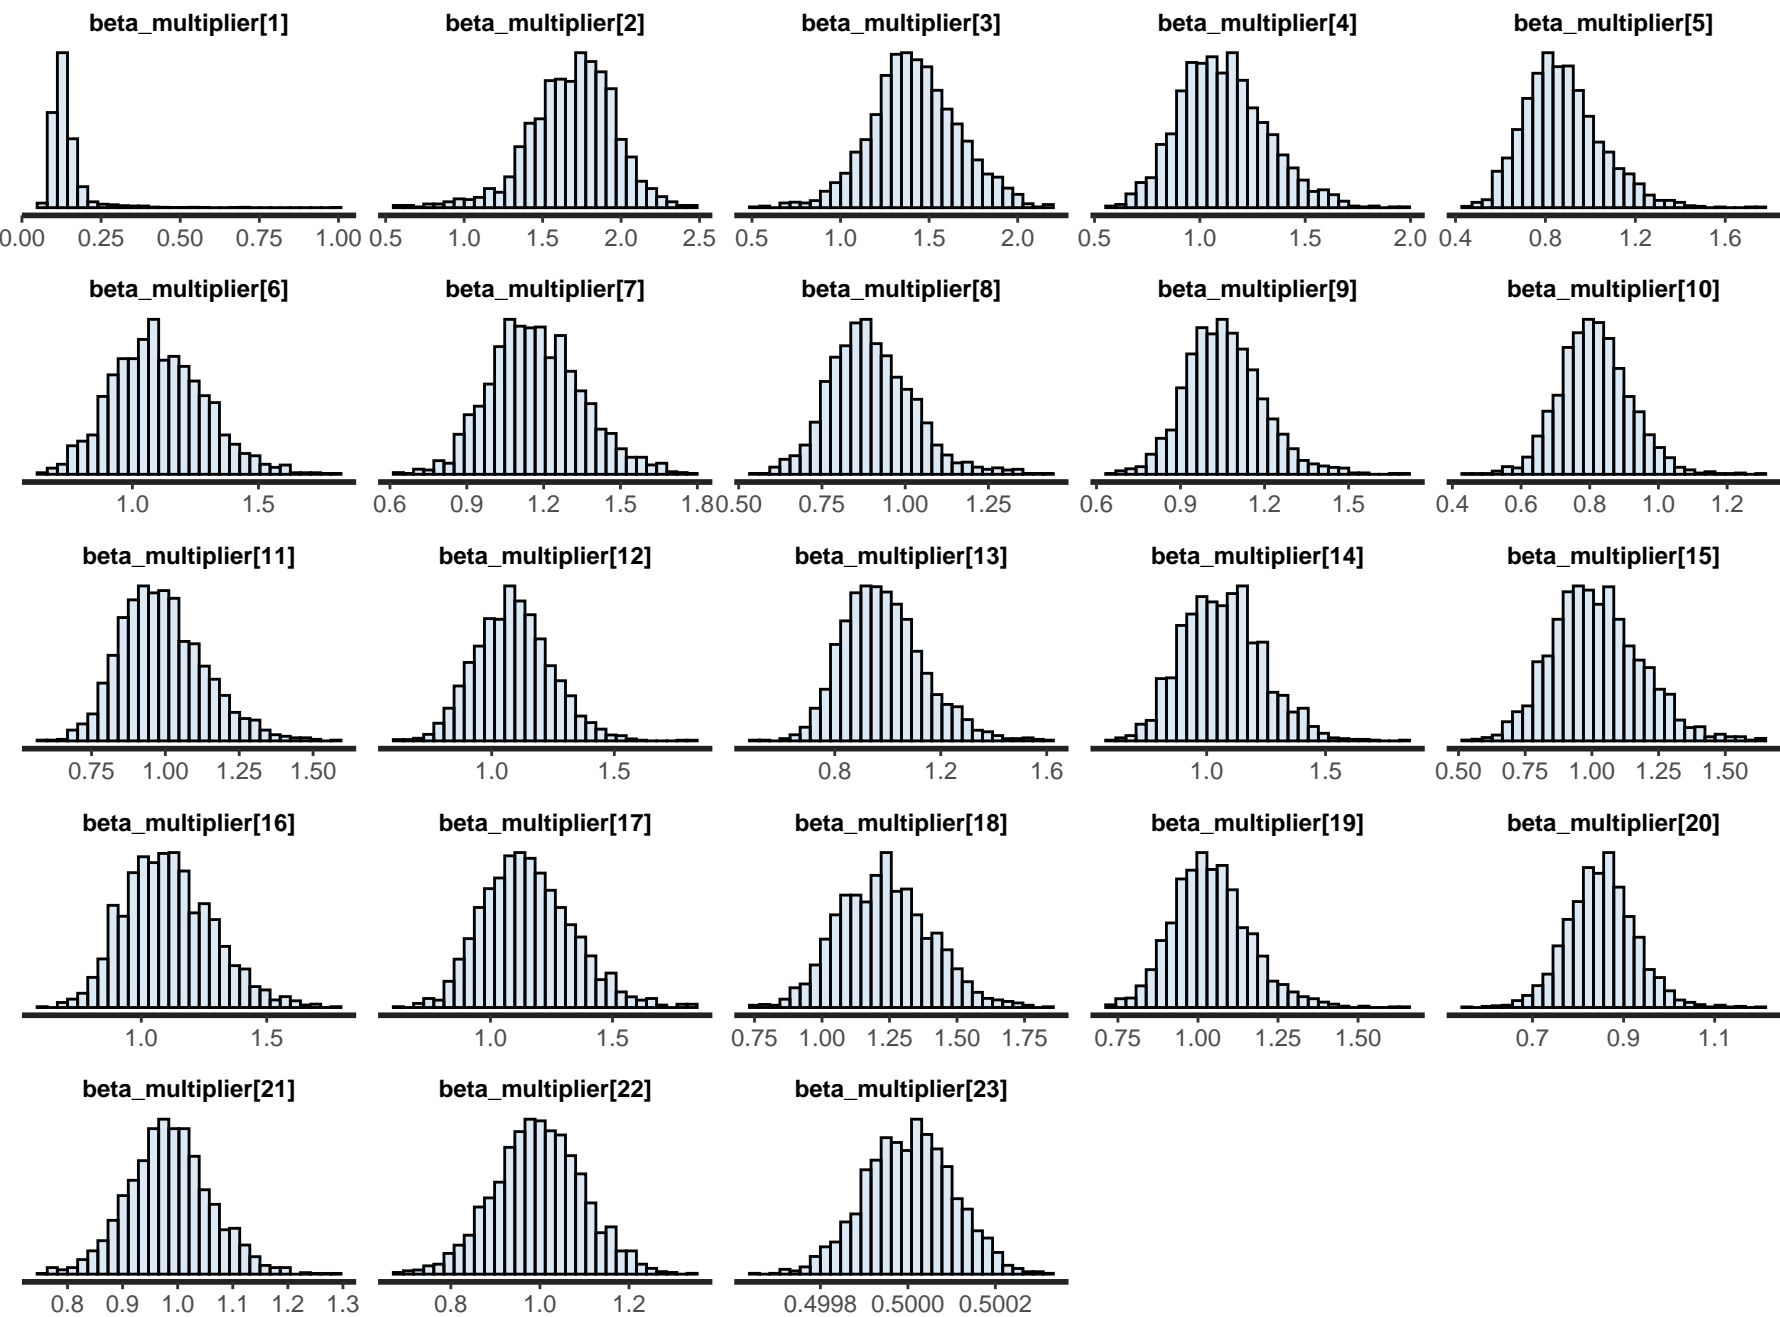 beta_multiplier[1] beta_multiplier[2] beta_multiplier[3] beta_multiplier[4] beta_multiplier[5]
0.00 0.25 0.50 0.75 1.00 0.5 1.0 1.5 2.0 2.5 0.5 1.0 1.5 2.0 0.5 1.0 1.5 2.0 0.4 0.8 1.2 1.6
beta_multiplier[6] beta_multiplier[7] beta_multiplier[8] beta_multiplier[9] beta_multiplier[10]
1.0 1.5 0.6 0.9 1.2 1.5 1.8 0.50 0.75 1.00 1.25 0.6 0.9 1.2 1.5 0.4 0.6 0.8 1.0 1.2
beta_multiplier[11] beta_multiplier[12] beta_multiplier[13] beta_multiplier[14] beta_multiplier[15]
0.75 1.00 1.25 1.50 1.0 1.5 0.8 1.2 1.6 1.0 1.5 0.50 0.75 1.00 1.25 1.50
beta_multiplier[16] beta_multiplier[17] beta_multiplier[18] beta_multiplier[19] beta_multiplier[20]
1.0 1.5 1.0 1.5 0.75 1.00 1.25 1.50 1.75 0.75 1.00 1.25 1.50 0.7 0.9 1.1
beta_multiplier[21] beta_multiplier[22] beta_multiplier[23]
0.8 0.9 1.0 1.1 1.2 1.3 0.8 1.0 1.2 0.4998 0.5000 0.5002